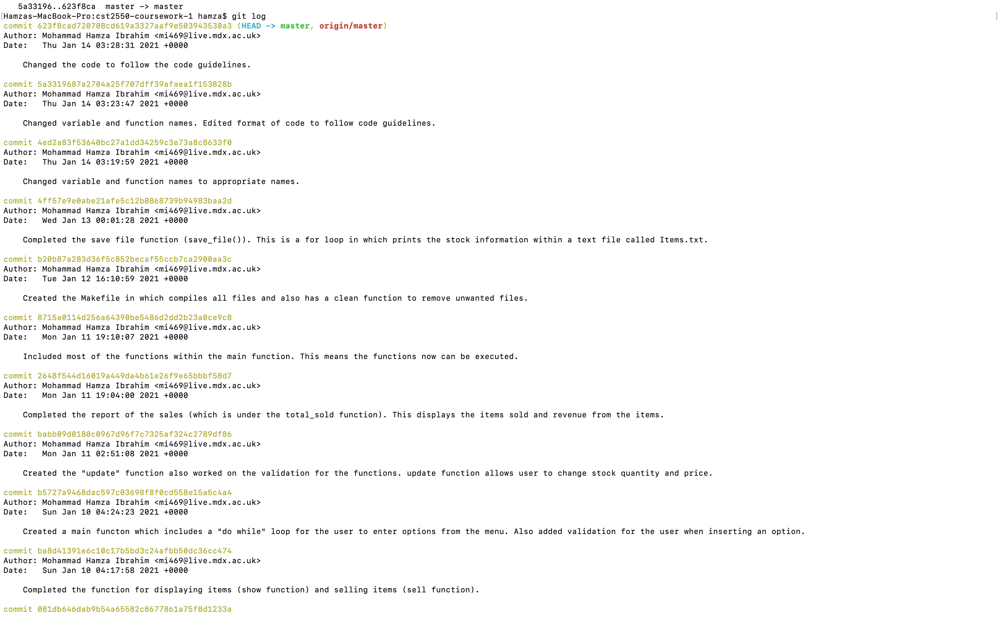 5a33196..623f8ca  master -> master
[Hamzas-MacBook-Pro:cst2550-coursework-1 hamza$ git log ]
commit 623f8cad720708cd619a3327aaf9e503943530a3 (HEAD -> master, origin/master)
Author: Mohammad Hamza Ibrahim <mi469@live.mdx.ac.uk>
Date:   Thu Jan 14 03:28:31 2021 +0000
Changed the code to follow the code guidelines.
commit 5a3319687a2704a25f707dff39afaea1f153828b
Author: Mohammad Hamza Ibrahim <mi469@live.mdx.ac.uk>
Date:   Thu Jan 14 03:23:47 2021 +0000
Changed variable and function names. Edited format of code to follow code guidelines.
commit 4ed2a83f53640bc27a1dd34259c3e73a8c8633f0
Author: Mohammad Hamza Ibrahim <mi469@live.mdx.ac.uk>
Date:   Thu Jan 14 03:19:59 2021 +0000
Changed variable and function names to appropriate names.
commit 4ff57e9e0abe21afe5c12b0868739b94983baa2d
Author: Mohammad Hamza Ibrahim <mi469@live.mdx.ac.uk>
Date:   Wed Jan 13 00:01:28 2021 +0000
Completed the save file function (save_file()). This is a for loop in which prints the stock information within a text file called Items.txt.
commit b20b87a283d36f5c852becaf55ccb7ca2900aa3c
Author: Mohammad Hamza Ibrahim <mi469@live.mdx.ac.uk>
Date:   Tue Jan 12 16:10:59 2021 +0000
Created the Makefile in which compiles all files and also has a clean function to remove unwanted files.
commit 8715a0114d256a64390be5486d2dd2b23a0ce9c8
Author: Mohammad Hamza Ibrahim <mi469@live.mdx.ac.uk>
Date:   Mon Jan 11 19:10:07 2021 +0000
Included most of the functions within the main function. This means the functions now can be executed.
commit 2648f544d16019a449da4b61e26f9e65bbbf58d7
Author: Mohammad Hamza Ibrahim <mi469@live.mdx.ac.uk>
Date:   Mon Jan 11 19:04:00 2021 +0000
Completed the report of the sales (which is under the total_sold function). This displays the items sold and revenue from the items.
commit babb09d0180c0967d96f7c7325af324c2789df86
Author: Mohammad Hamza Ibrahim <mi469@live.mdx.ac.uk>
Date:   Mon Jan 11 02:51:08 2021 +0000
Created the "update" function also worked on the validation for the functions. update function allows user to change stock quantity and price.
commit b5727a9468dac597c03698f8f0cd558e15a5c4a4
Author: Mohammad Hamza Ibrahim <mi469@live.mdx.ac.uk>
Date:   Sun Jan 10 04:24:23 2021 +0000
Created a main functon which includes a "do while" loop for the user to enter options from the menu. Also added validation for the user when inserting an option.
commit ba8d41391e6c10c17b5bd3c24afbb50dc36cc474
Author: Mohammad Hamza Ibrahim <mi469@live.mdx.ac.uk>
Date:   Sun Jan 10 04:17:58 2021 +0000
Completed the function for displaying items (show function) and selling items (sell function).
commit 081db646dab9b54a65582c8677861a75f8d1233a